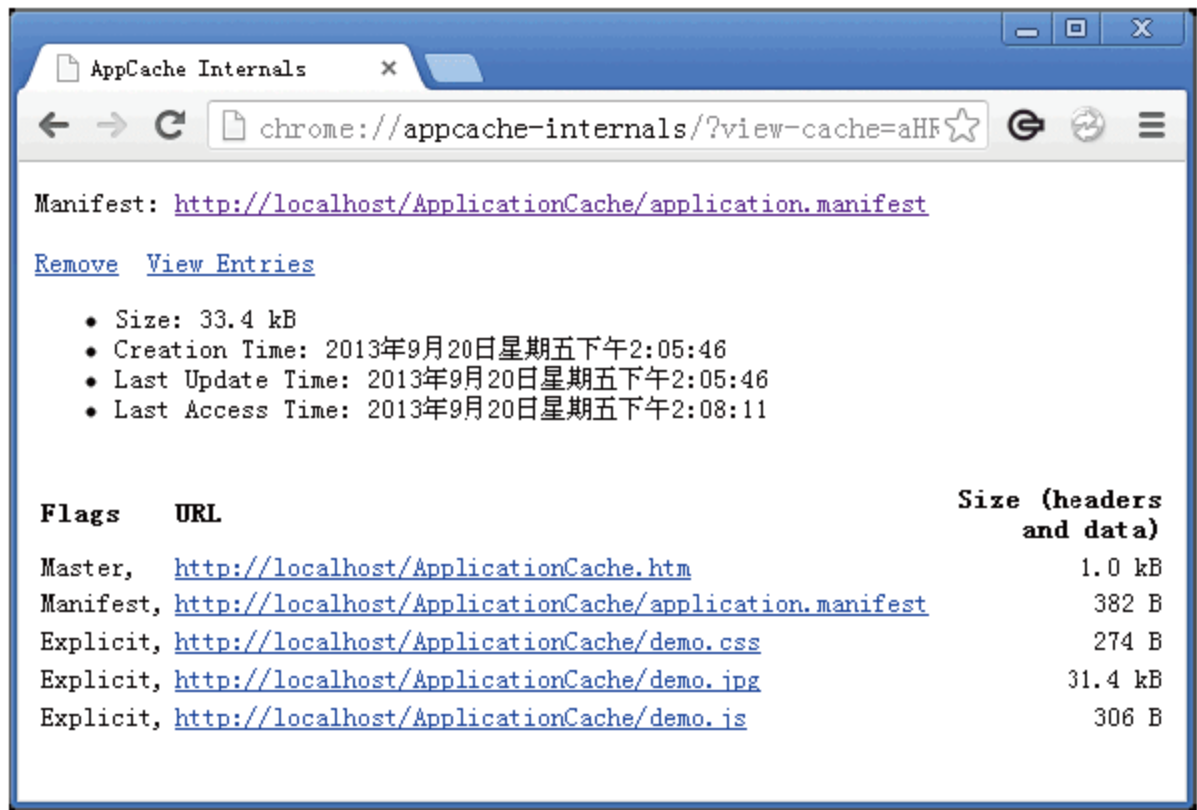 AppCache Internals
chrome://appcache-internals/?view-cache=aHR
Manifest: http://localhost/ApplicationCache/application.manifest
Remove View Entries
• Size: 33.4 kB
• Creation Time: 2013年9月20日星期五下午2:05:46
• Last Update Time: 2013年9月20日星期五下午2:05:46
• Last Access Time: 2013年9月20日星期五下午2:08:11
Flags URL Size (headers and data)
Master, http://localhost/ApplicationCache.htm 1.0 kB
Manifest, http://localhost/ApplicationCache/application.manifest 382 B
Explicit, http://localhost/ApplicationCache/demo.css 274 B
Explicit, http://localhost/ApplicationCache/demo.jpg 31.4 kB
Explicit, http://localhost/ApplicationCache/demo.js 306 B